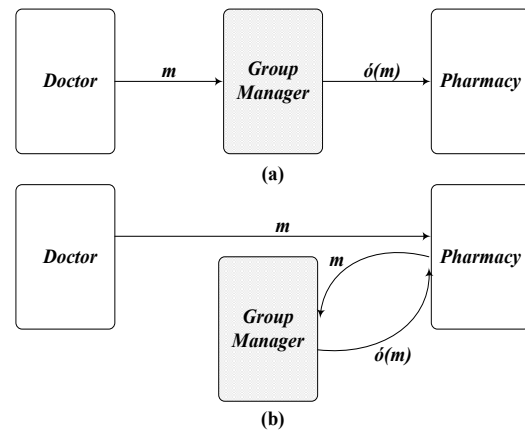 Doctor
m
Group
Manager
ó(m)
Pharmacy
(a)
Doctor
m
Pharmacy
m
Group
Manager
ó(m)
(b)